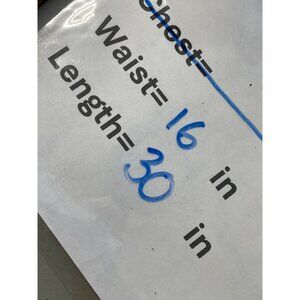 Chest=
Waist= 16 in
Length= 30 in